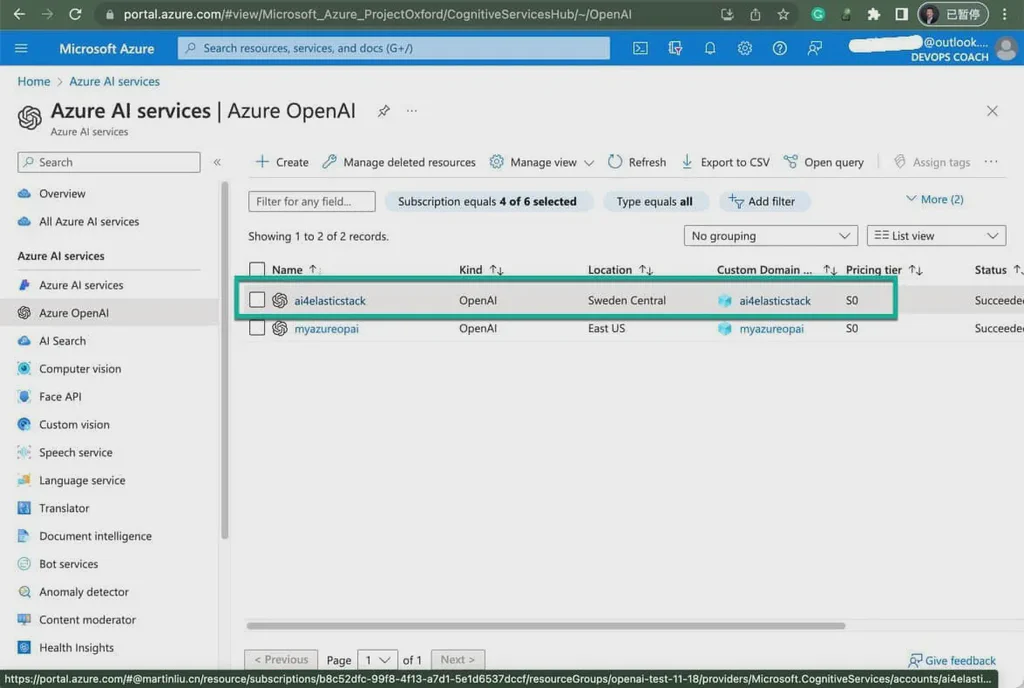 portal.azure.com/#view/Microsoft_Azure_ProjectOxford/CognitiveServicesHub/~/OpenAI
已暂停
Microsoft Azure
Search resources, services, and docs (G+/)
@outlook....
DEVOPS COACH
Home > Azure AI services
Azure AI services | Azure OpenAI
Azure AI services
Search
Create
Manage deleted resources
Manage view
Refresh
Export to CSV
Open query
Assign tags
Overview
All Azure AI services
Azure AI services
Azure AI services
Azure OpenAI
AI Search
Computer vision
Face API
Custom vision
Speech service
Language service
Translator
Document intelligence
Bot services
Anomaly detector
Content moderator
Health Insights
Filter for any field...
Subscription equals 4 of 6 selected
Type equals all
Add filter
More (2)
Showing 1 to 2 of 2 records.
No grouping
List view
Name Kind Location Custom Domain ... Pricing tier Status
ai4elasticstack OpenAI Sweden Central ai4elasticstack S0 Succeede
myazureopai OpenAI East US myazureopai S0 Succeede
< Previous Page 1 of 1 Next >
Give feedback
https://portal.azure.com/#@martinliu.cn/resource/subscriptions/b8c52dfc-99f8-4f13-a7d1-5e1d6537dccf/resourceGroups/openai-test-11-18/providers/Microsoft.CognitiveServices/accounts/ai4elasti...